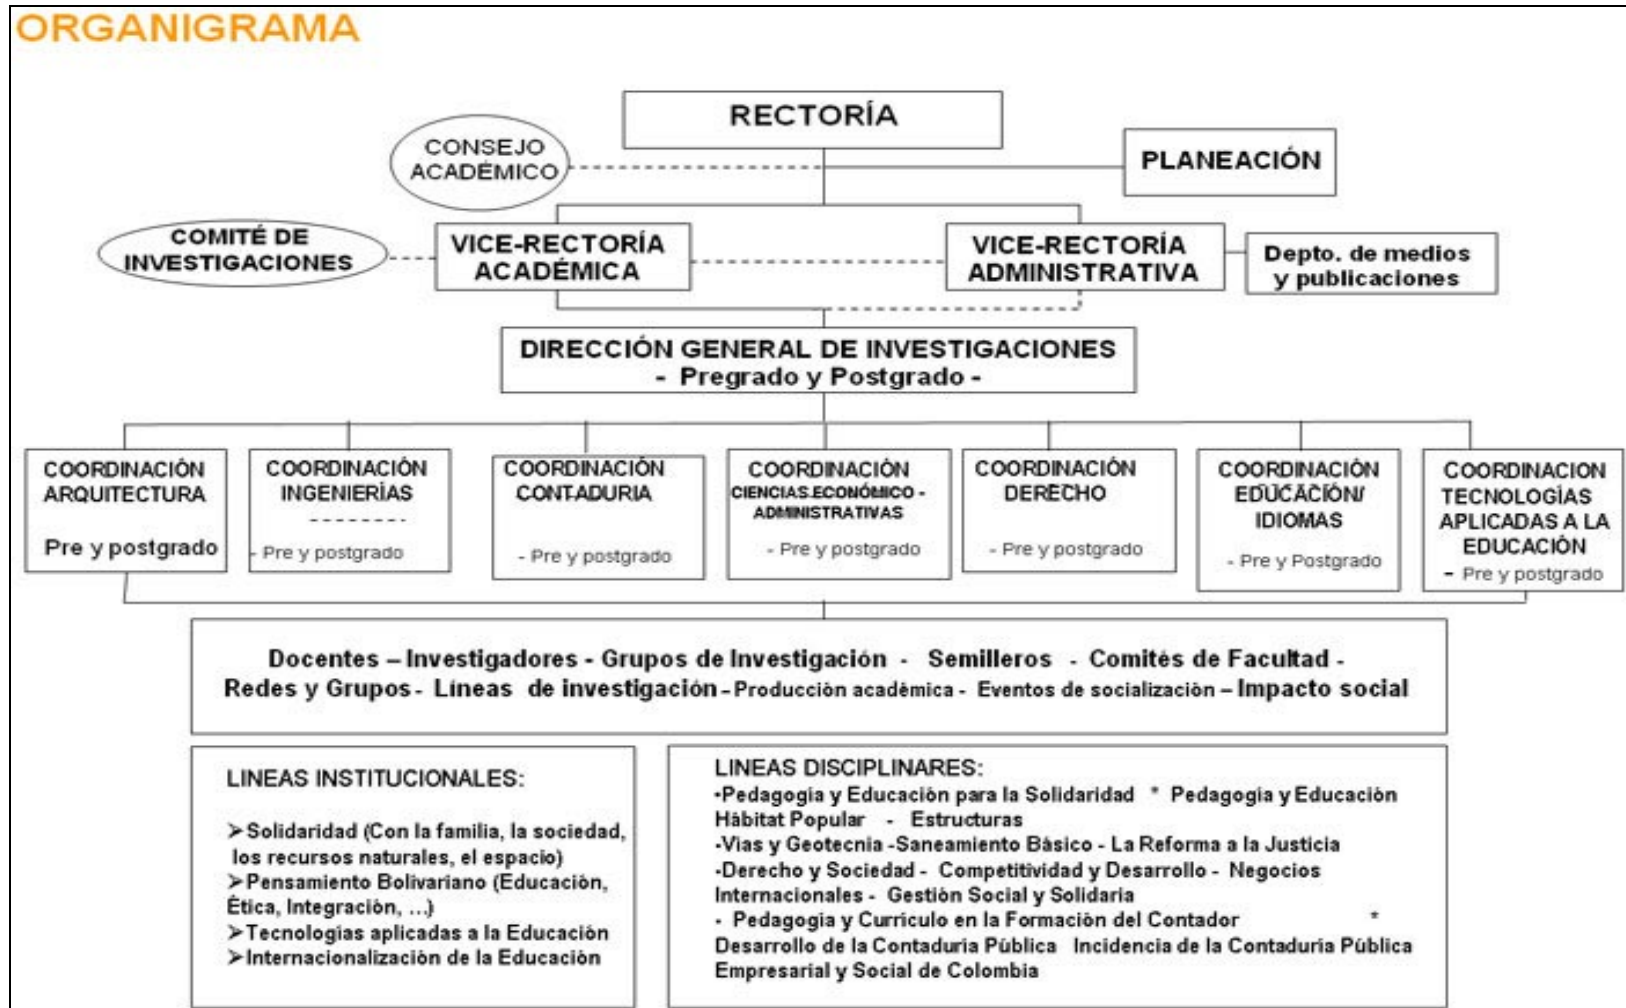 ORGANIGRAMA
RECTORÍA
CONSEJO
ACADÉMICO
PLANEACIÓN
COMITÉ DE
INVESTIGACIONES
VICE-RECTORÍA
ACADÉMICA
VICE-RECTORÍA
ADMINISTRATIVA
Depto. de medios
y publicaciones
DIRECCIÓN GENERAL DE INVESTIGACIONES
- Pregrado y Postgrado -
COORDINACIÓN
ARQUITECTURA
Pre y postgrado
COORDINACIÓN
INGENIERÍAS
- Pre y postgrado
COORDINACIÓN
CONTADURIA
- Pre y postgrado
COORDINACIÓN
CIENCIAS ECONÓMICO -
ADMINISTRATIVAS
- Pre y postgrado
COORDINACIÓN
DERECHO
- Pre y postgrado
COORDINACIÓN
EDUCACIÓN/
IDIOMAS
- Pre y Postgrado
COORDINACION
TECNOLOGÍAS
APLICADAS A LA
EDUCACIÓN
- Pre y postgrado
Docentes – Investigadores - Grupos de Investigación - Semilleros - Comités de Facultad -
Redes y Grupos - Líneas de investigación – Producción académica - Eventos de socialización – Impacto social
LINEAS INSTITUCIONALES:
➢Solidaridad (Con la familia, la sociedad,
los recursos naturales, el espacio)
➢Pensamiento Bolivariano (Educación,
Ética, Integración, ...)
➢Tecnologías aplicadas a la Educación
➢Internacionalización de la Educación
LINEAS DISCIPLINARES:
•Pedagogía y Educación para la Solidaridad * Pedagogía y Educación
Hábitat Popular - Estructuras
-Vías y Geotecnia -Saneamiento Básico - La Reforma a la Justicia
-Derecho y Sociedad - Competitividad y Desarrollo - Negocios
Internacionales - Gestión Social y Solidaria
- Pedagogía y Currículo en la Formación del Contador *
Desarrollo de la Contaduría Pública Incidencia de la Contaduría Pública
Empresarial y Social de Colombia